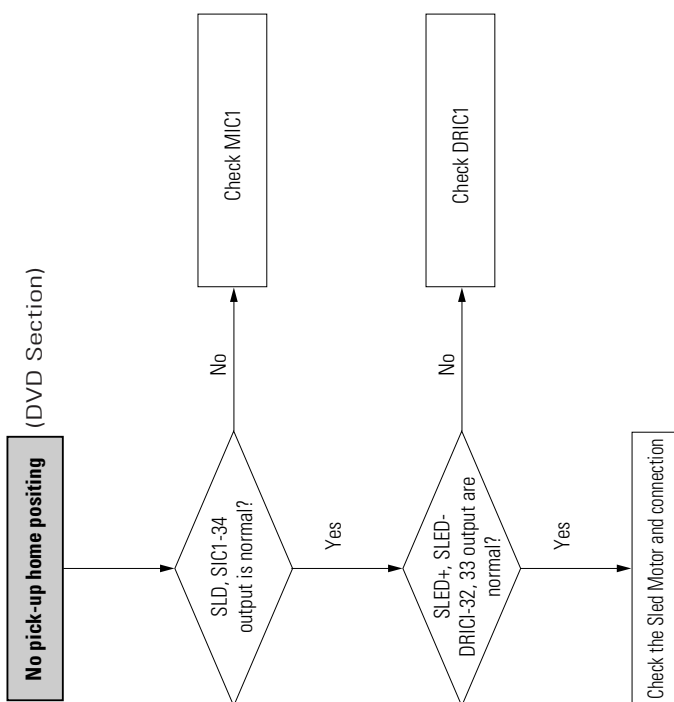 No pick-up home positing
(DVD Section)
SLD, SIC1-34
output is normal?
No
Check MIC1
Yes
SLED+, SLED-
DRICI-32, 33 output are
normal?
No
Check DRIC1
Yes
Check the Sled Motor and connection